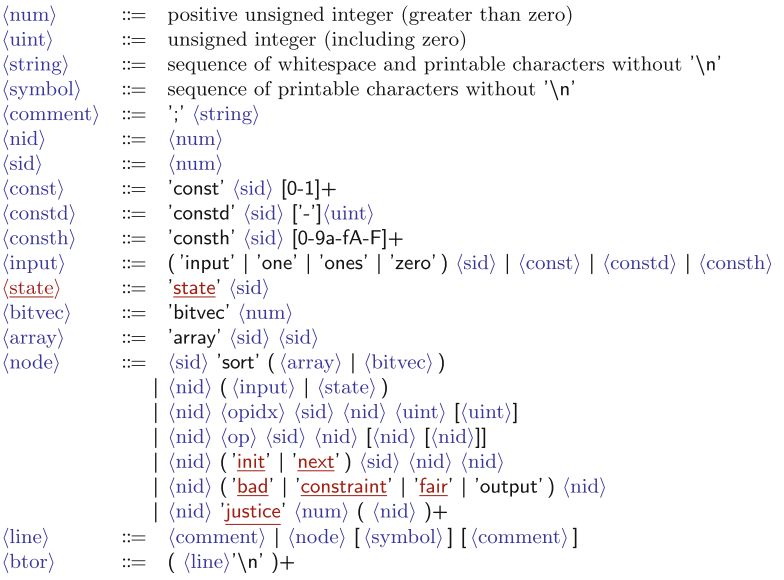 ⟨num⟩ ::= positive unsigned integer (greater than zero)
⟨uint⟩ ::= unsigned integer (including zero)
⟨string⟩ ::= sequence of whitespace and printable characters without '\n'
⟨symbol⟩ ::= sequence of printable characters without '\n'
⟨comment⟩ ::= ';' ⟨string⟩
⟨nid⟩ ::= ⟨num⟩
⟨sid⟩ ::= ⟨num⟩
⟨const⟩ ::= 'const' ⟨sid⟩ [0-1]+
⟨constd⟩ ::= 'constd' ⟨sid⟩ ['-']⟨uint⟩
⟨consth⟩ ::= 'consth' ⟨sid⟩ [0-9a-fA-F]+
⟨input⟩ ::= ( 'input' | 'one' | 'ones' | 'zero' ) ⟨sid⟩ | ⟨const⟩ | ⟨constd⟩ | ⟨consth⟩
⟨state⟩ ::= 'state' ⟨sid⟩
⟨bitvec⟩ ::= 'bitvec' ⟨num⟩
⟨array⟩ ::= 'array' ⟨sid⟩ ⟨sid⟩
⟨node⟩ ::= ⟨sid⟩ 'sort' ( ⟨array⟩ | ⟨bitvec⟩ )
| ⟨nid⟩ ( ⟨input⟩ | ⟨state⟩ )
| ⟨nid⟩ ⟨opidx⟩ ⟨sid⟩ ⟨nid⟩ ⟨uint⟩ [⟨uint⟩]
| ⟨nid⟩ ⟨op⟩ ⟨sid⟩ ⟨nid⟩ [⟨nid⟩ [⟨nid⟩]]
| ⟨nid⟩ ( 'init' | 'next' ) ⟨sid⟩ ⟨nid⟩ ⟨nid⟩
| ⟨nid⟩ ( 'bad' | 'constraint' | 'fair' | 'output' ) ⟨nid⟩
| ⟨nid⟩ 'justice' ⟨num⟩ ( ⟨nid⟩ )+
⟨line⟩ ::= ⟨comment⟩ | ⟨node⟩ [ ⟨symbol⟩ ] [ ⟨comment⟩ ]
⟨btor⟩ ::= ( ⟨line⟩'\n' )+